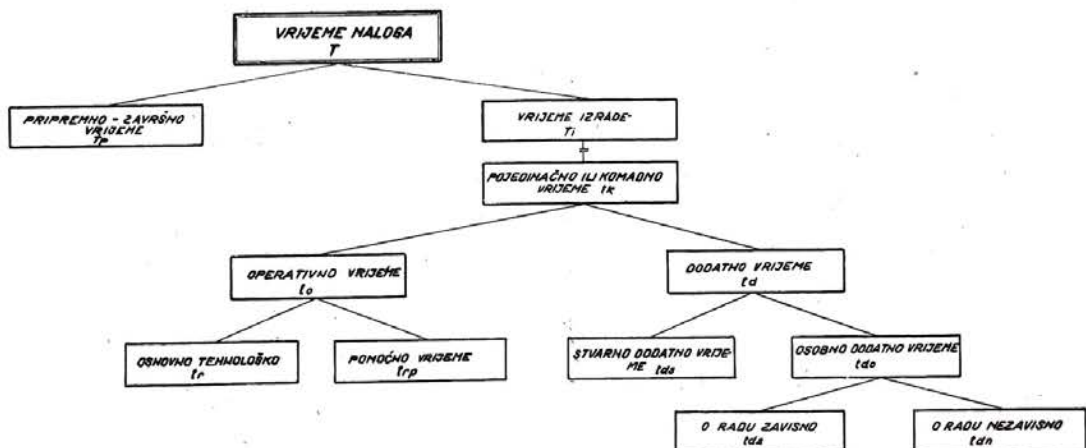 VRIJEME NALOGA
T
PRIPREMNO - ZAVRŠNO
VRIJEME
Tp
VRIJEME IZRADE-
Ti
POJEDINAČNO ILI KOMADNO
VRIJEME tk
OPERATIVNO VRIJEME
to
DODATNO VRIJEME
td
OSNOVNO TEHNOLOŠKO
tr
POMOĆNO VRIJEME
trp
STVARNO DODATNO VRIJE-
ME tds
OSOBNO DODATNO VRIJEME
tdo
O RADU ZAVISNO
tdz
O RADU NEZAVISNO
tdn